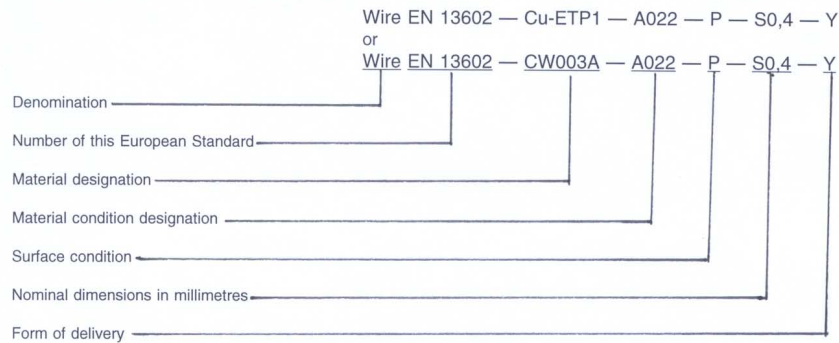 Wire EN 13602 — Cu-ETP1 — A022 — P — S0,4 — Y
or
Wire EN 13602 — CW003A — A022 — P — S0,4 — Y
Denomination
Number of this European Standard
Material designation
Material condition designation
Surface condition
Nominal dimensions in millimetres
Form of delivery